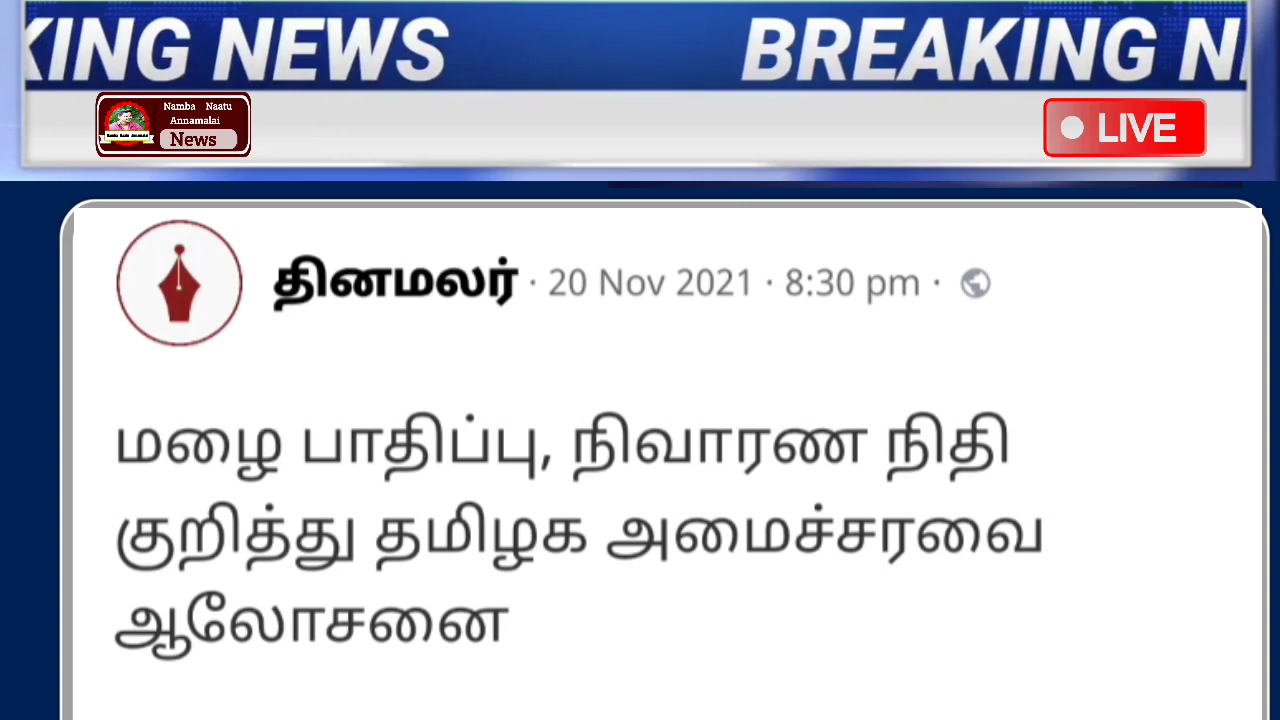 KING NEWS BREAKING N
Namba Naatu
Annamalai
News
LIVE
தினமலர் · 20 Nov 2021 · 8:30 pm ·
மழை பாதிப்பு, நிவாரண நிதி
குறித்து தமிழக அமைச்சரவை
ஆலோசனை